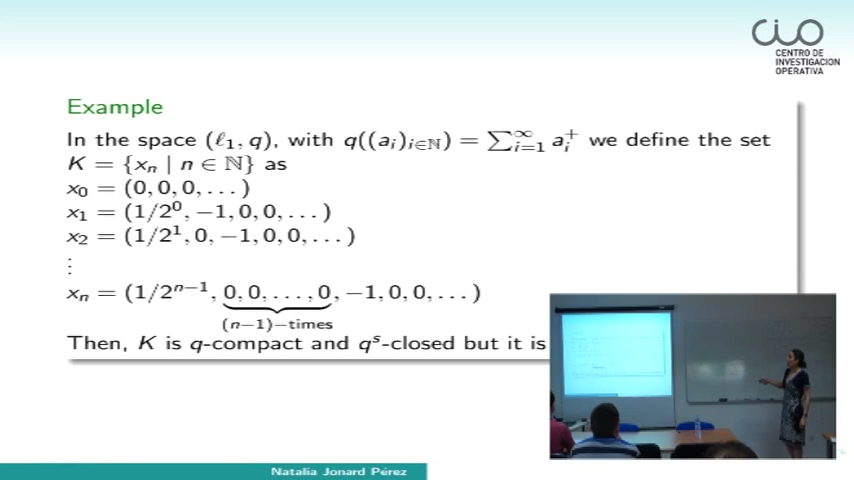 CIO
CENTRO DE
INVESTIGACION
OPERATIVA
Example
In the space (ℓ₁, q), with q((aᵢ)ᵢ∈ℕ) = ∑ᵢ₌₁^∞ aᵢ⁺ we define the set
K = {xₙ | n ∈ ℕ} as
x₀ = (0, 0, 0, . . . )
x₁ = (1/2⁰, −1, 0, 0, . . . )
x₂ = (1/2¹, 0, −1, 0, 0, . . . )
⋮
xₙ = (1/2ⁿ⁻¹, 0, 0, . . . , 0, −1, 0, 0, . . . )
(n−1)−times
Then, K is q-compact and qˢ-closed but it is
Natalia Jonard Pérez